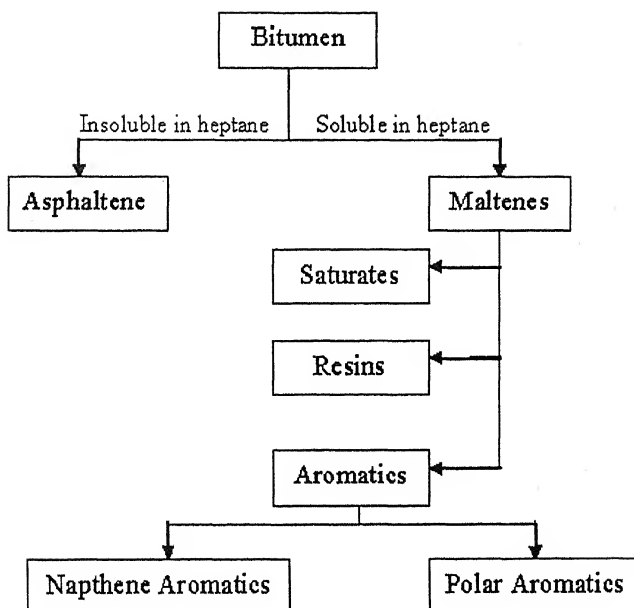 Bitumen
Insoluble in heptane
Soluble in heptane
Asphaltene
Maltenes
Saturates
Resins
Aromatics
Napthene Aromatics
Polar Aromatics